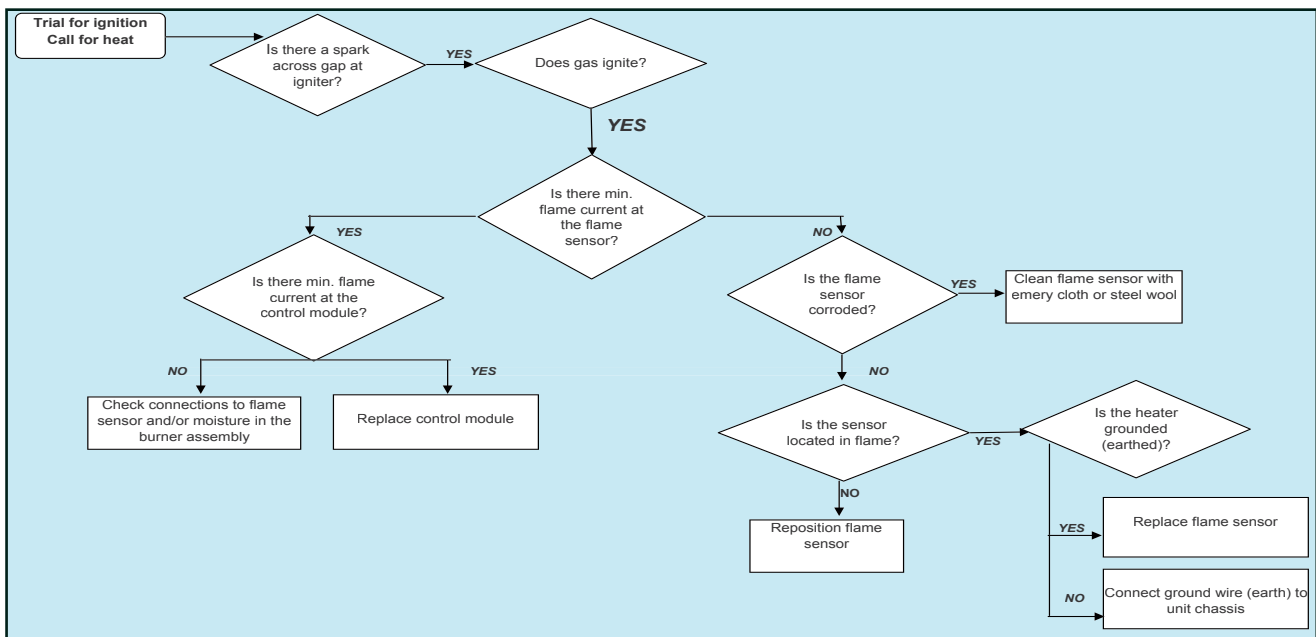 Trial for ignition
Call for heat
Is there a spark
across gap at
igniter?
YES
Does gas ignite?
YES
Is there min.
flame current at
the flame
sensor?
YES
NO
Is there min. flame
current at the
control module?
Is the flame
sensor
corroded?
YES
Clean flame sensor with
emery cloth or steel wool
NO
YES
NO
Check connections to flame
sensor and/or moisture in the
burner assembly
Replace control module
Is the sensor
located in flame?
YES
Is the heater
grounded
(earthed)?
NO
Reposition flame
sensor
YES
Replace flame sensor
NO
Connect ground wire (earth) to
unit chassis